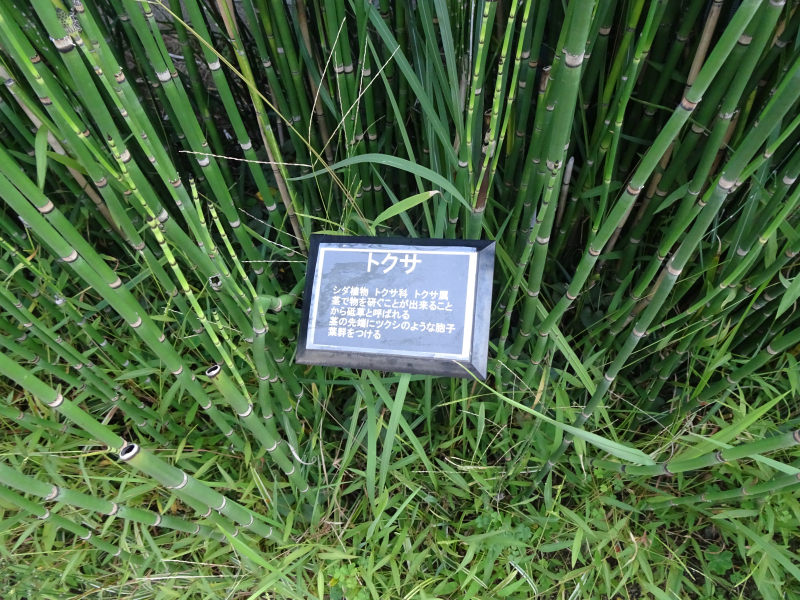 トクサ
シダ植物 トクサ科 トクサ属
茎で物を研ぐことが出来ること
から砥草と呼ばれる
茎の先端にツクシのような胞子
葉群をつける